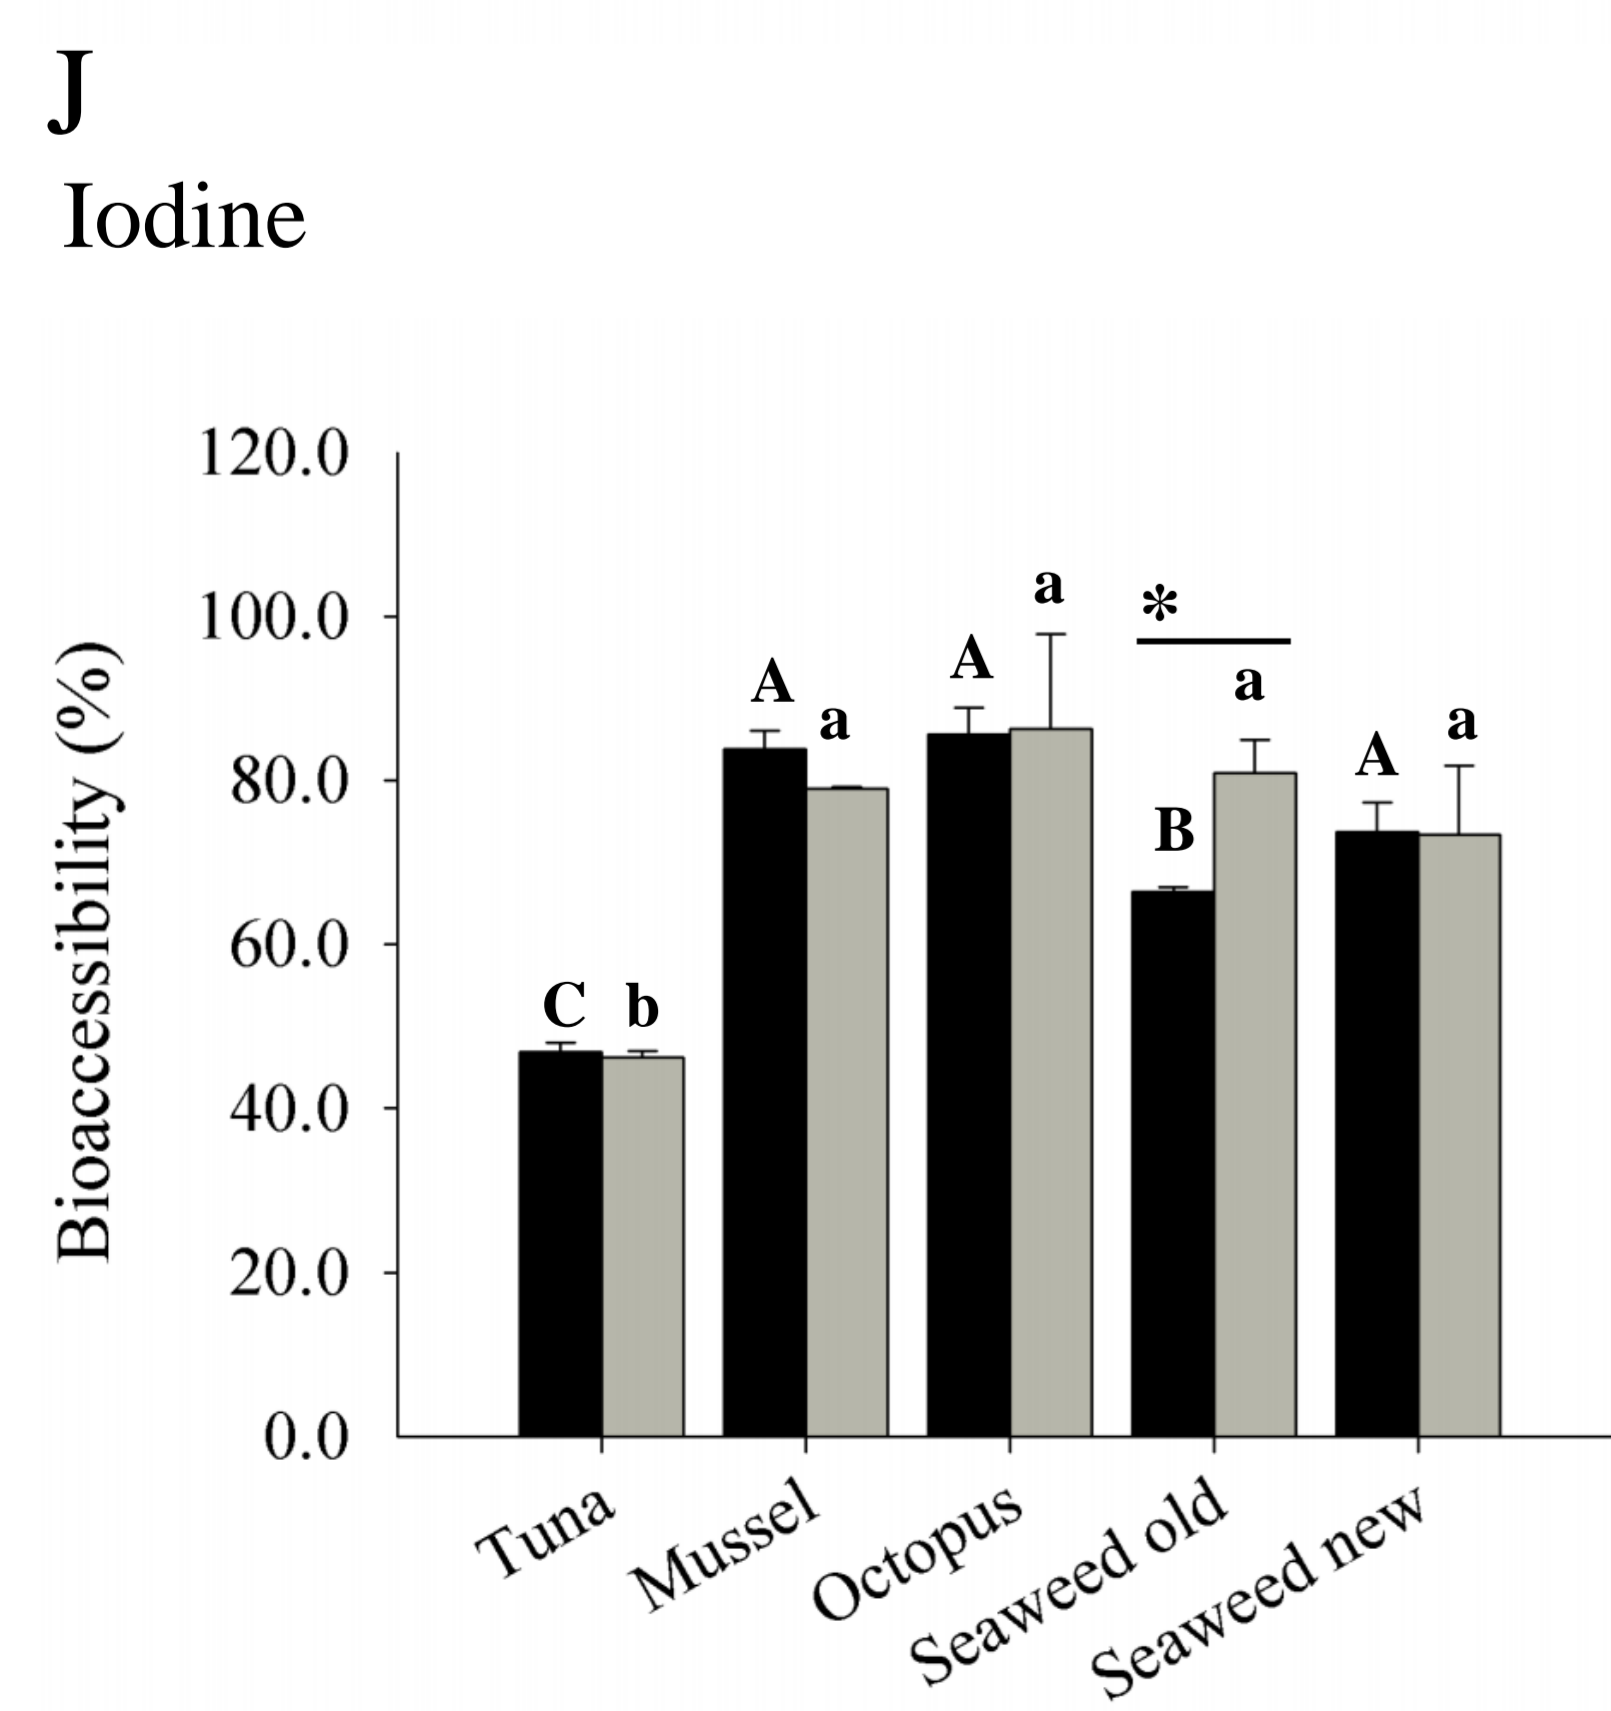 J
Iodine
Bioaccessibility (%)
120.0
100.0
80.0
60.0
40.0
20.0
0.0
C b
A a
A a
*
B a
A a
Tuna
Mussel
Octopus
Seaweed old
Seaweed new